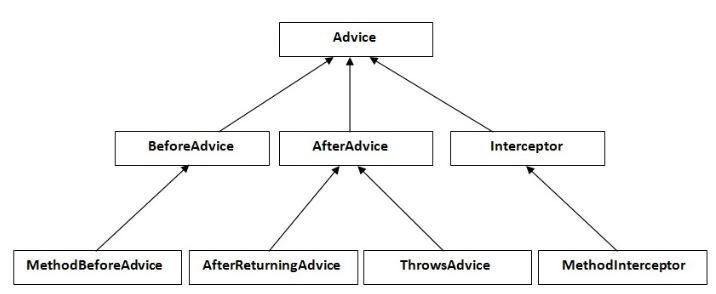 Advice
BeforeAdvice
AfterAdvice
Interceptor
MethodBeforeAdvice
AfterReturningAdvice
ThrowsAdvice
MethodInterceptor